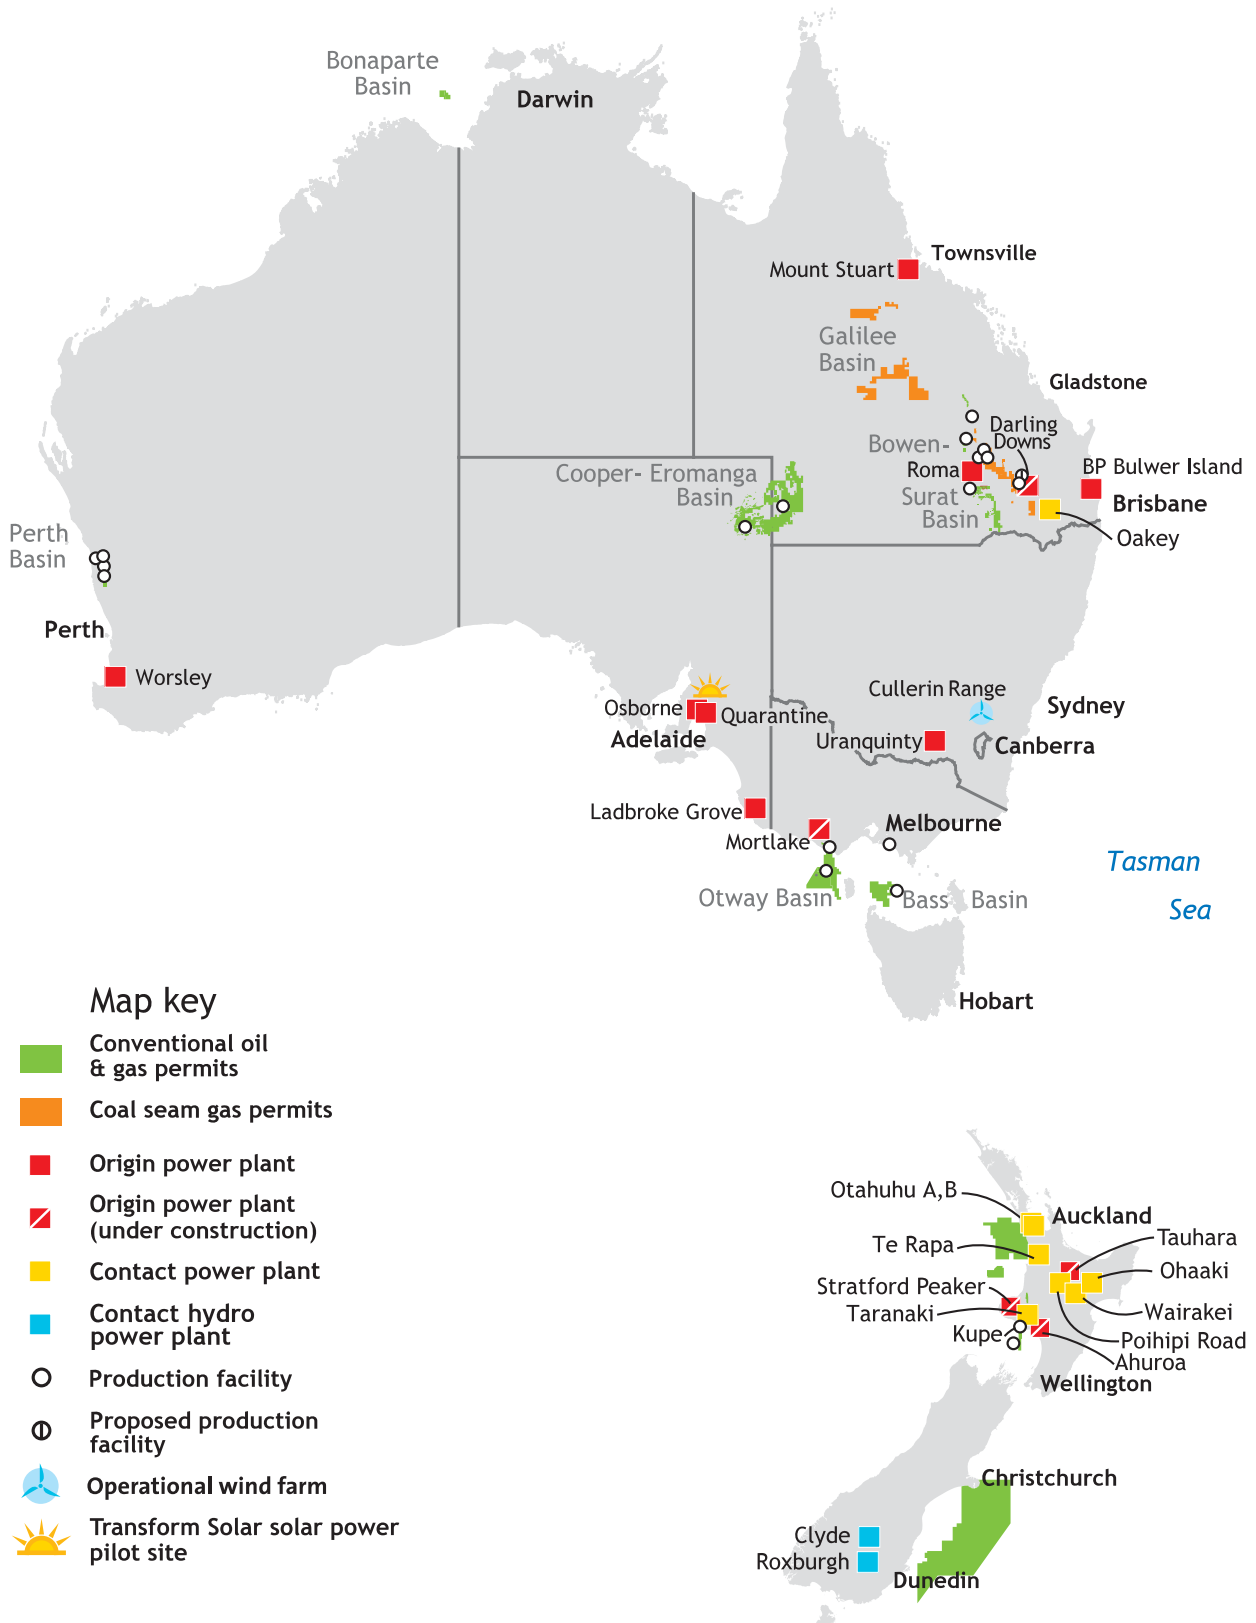 Bonaparte
Basin
Darwin
Townsville
Mount Stuart
Galilee
Basin
Gladstone
Darling
Downs
Bowen-
Roma
BP Bulwer Island
Cooper- Eromanga
Basin
Surat
Basin
Brisbane
Oakey
Perth
Basin
Perth
Worsley
Cullerin Range
Osborne
Quarantine
Sydney
Adelaide
Uranquinty
Canberra
Ladbroke Grove
Melbourne
Mortlake
Tasman
Sea
Otway Basin
Bass Basin
Hobart
Map key
Conventional oil
& gas permits
Coal seam gas permits
Origin power plant
Origin power plant
(under construction)
Contact power plant
Contact hydro
power plant
Production facility
Proposed production
facility
Operational wind farm
Transform Solar solar power
pilot site
Otahuhu A,B
Auckland
Te Rapa
Tauhara
Ohaaki
Stratford Peaker
Taranaki
Wairakei
Kupe
Poihipi Road
Ahuroa
Wellington
Christchurch
Clyde
Roxburgh
Dunedin